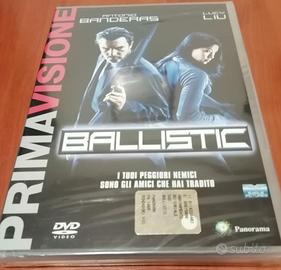 PRIMAVISIONE
ANTONIO
BANDERAS
LUCY
LIU
BALLISTIC
I TUOI PEGGIORI NEMICI
SONO GLI AMICI CHE HAI TRADITO
DVD
VIDEO
Panorama
subito